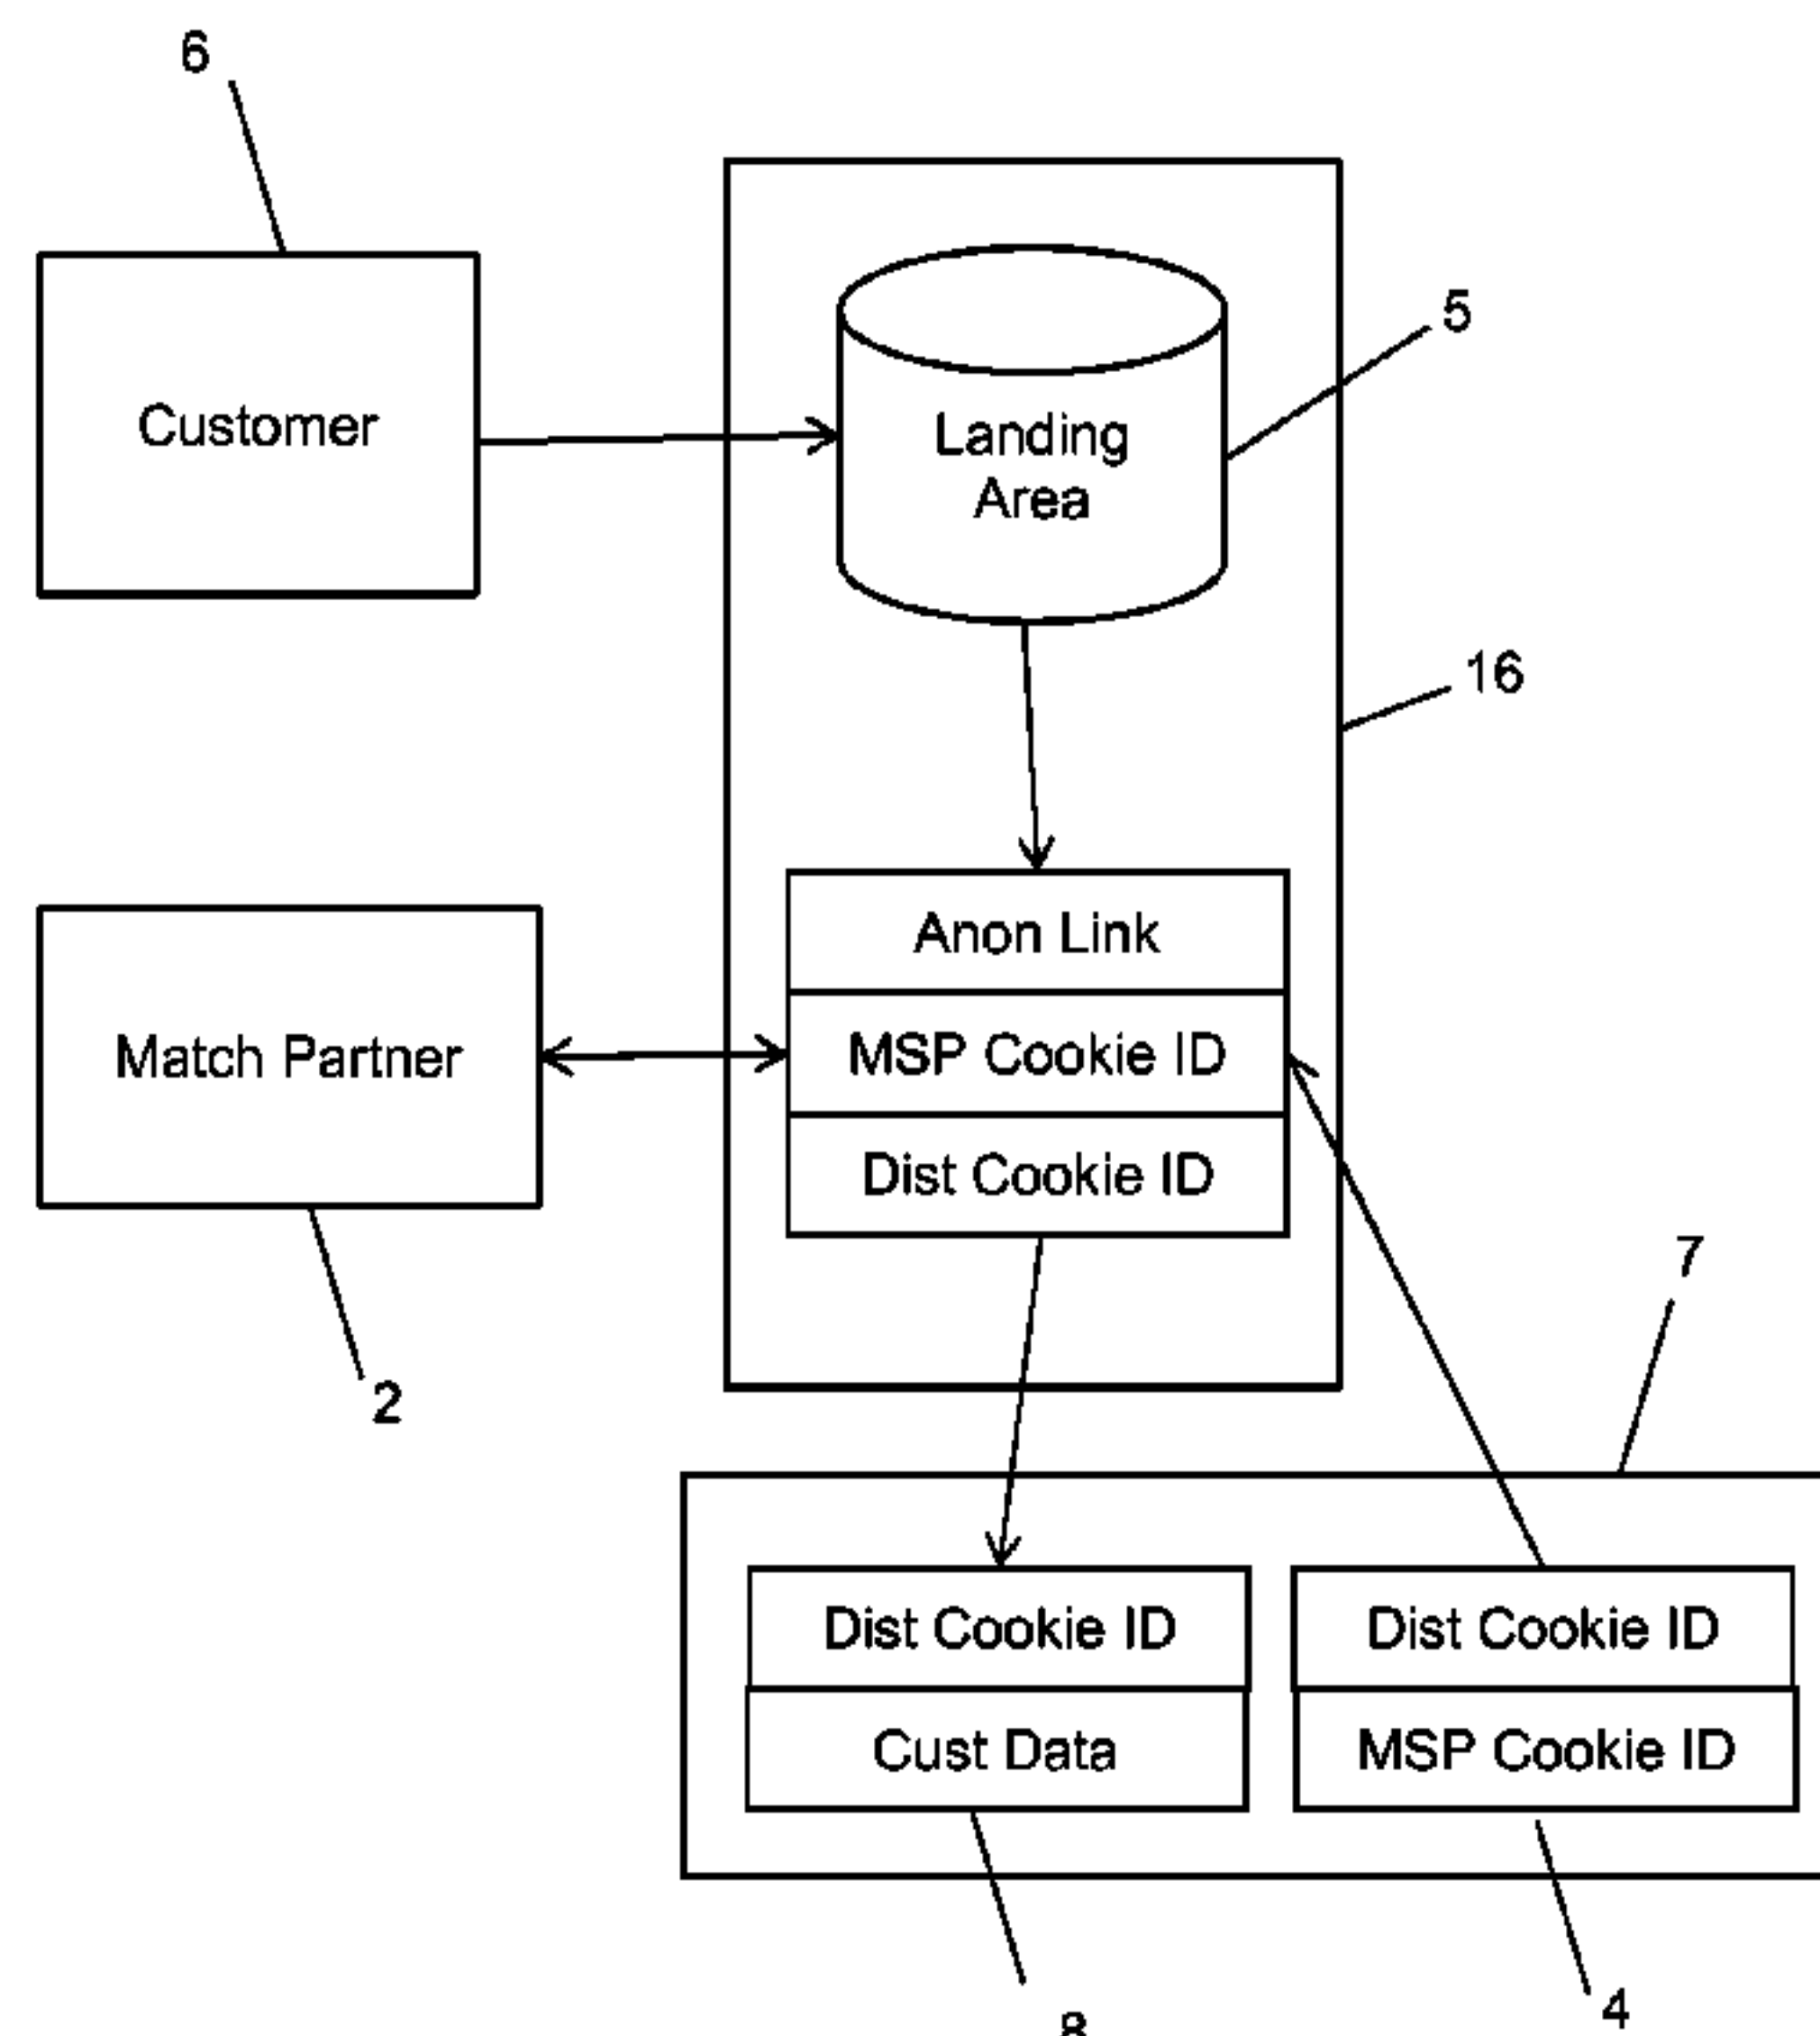 6
Customer
Landing
Area
5
16
Anon Link
MSP Cookie ID
Dist Cookie ID
Match Partner
2
7
Dist Cookie ID
Cust Data
Dist Cookie ID
MSP Cookie ID
8
4